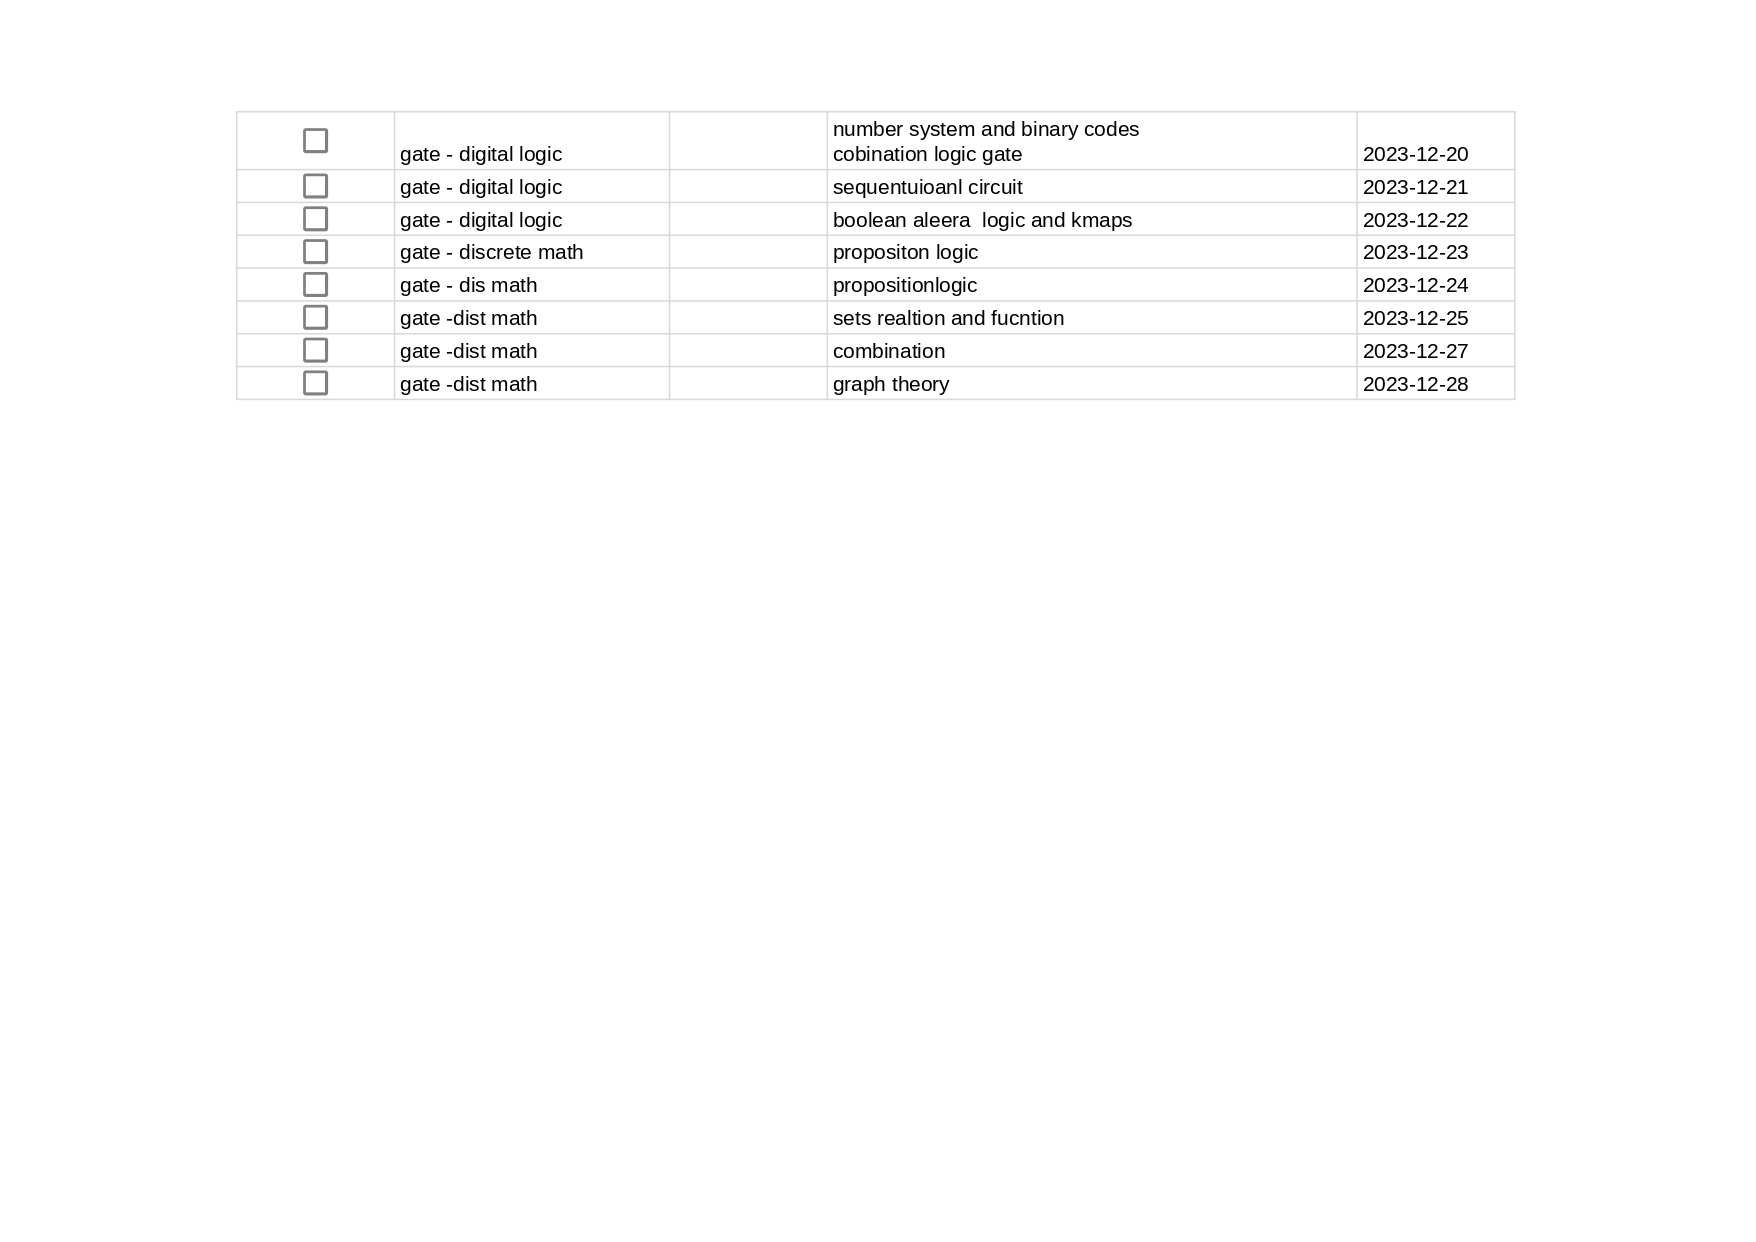 number system and binary codes
gate - digital logic cobination logic gate 2023-12-20
gate - digital logic sequentuioanl circuit 2023-12-21
gate - digital logic boolean aleera  logic and kmaps 2023-12-22
gate - discrete math propositon logic 2023-12-23
gate - dis math propositionlogic 2023-12-24
gate -dist math sets realtion and fucntion 2023-12-25
gate -dist math combination 2023-12-27
gate -dist math graph theory 2023-12-28